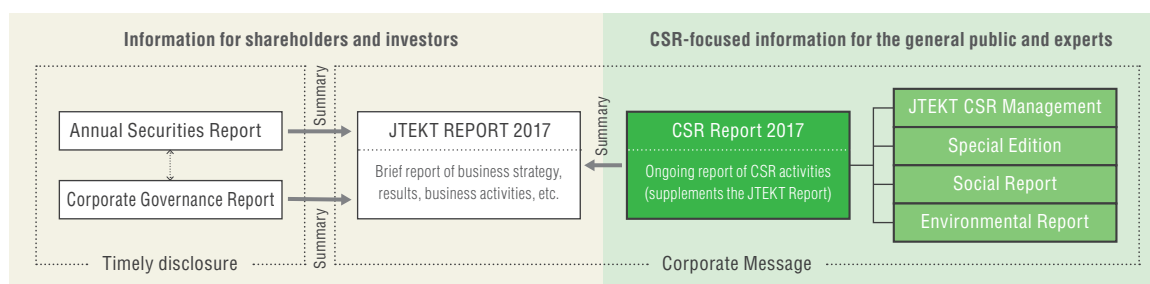 Information for shareholders and investors
CSR-focused information for the general public and experts
Annual Securities Report
Corporate Governance Report
Timely disclosure
Summary
Summary
JTEKT REPORT 2017
Brief report of business strategy,
results, business activities, etc.
Summary
CSR Report 2017
Ongoing report of CSR activities
(supplements the JTEKT Report)
JTEKT CSR Management
Special Edition
Social Report
Environmental Report
Corporate Message